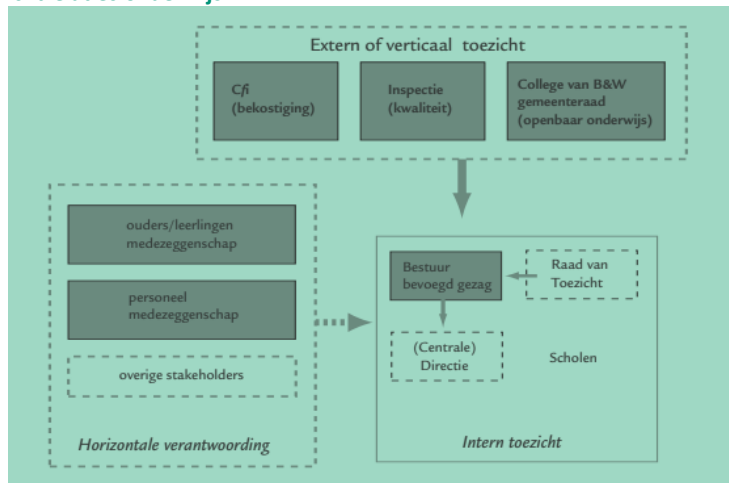 Extern of verticaal toezicht
Cfi
(bekostiging)
Inspectie
(kwaliteit)
College van B&W
gemeenteraad
(openbaar onderwijs)
ouders/leerlingen
medezeggenschap
personeel
medezeggenschap
overige stakeholders
Horizontale verantwoording
Bestuur
bevoegd gezag
Raad van
Toezicht
(Centrale)
Directie
Scholen
Intern toezicht